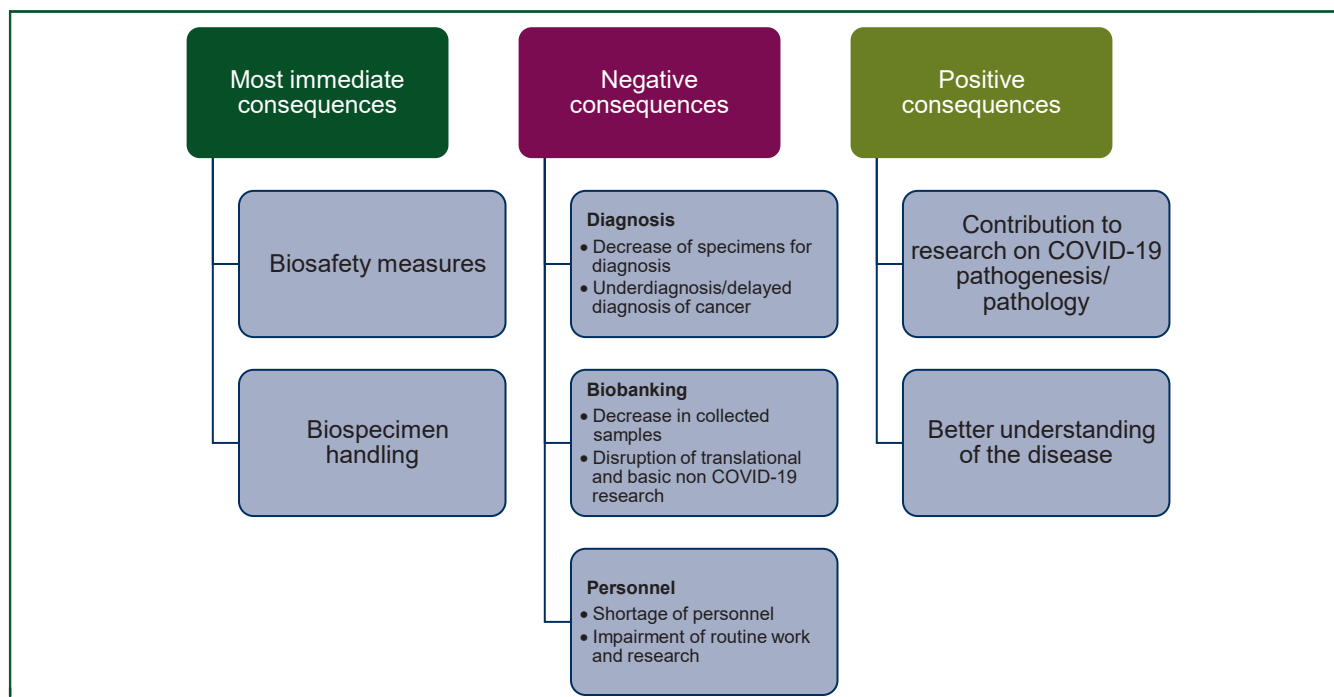 Most immediate
consequences
Biosafety measures
Biospecimen
handling
Negative
consequences
Diagnosis
• Decrease of specimens for
diagnosis
• Underdiagnosis/delayed
diagnosis of cancer
Biobanking
• Decrease in collected
samples
• Disruption of translational
and basic non COVID-19
research
Personnel
• Shortage of personnel
• Impairment of routine work
and research
Positive
consequences
Contribution to
research on COVID-19
pathogenesis/
pathology
Better understanding
of the disease